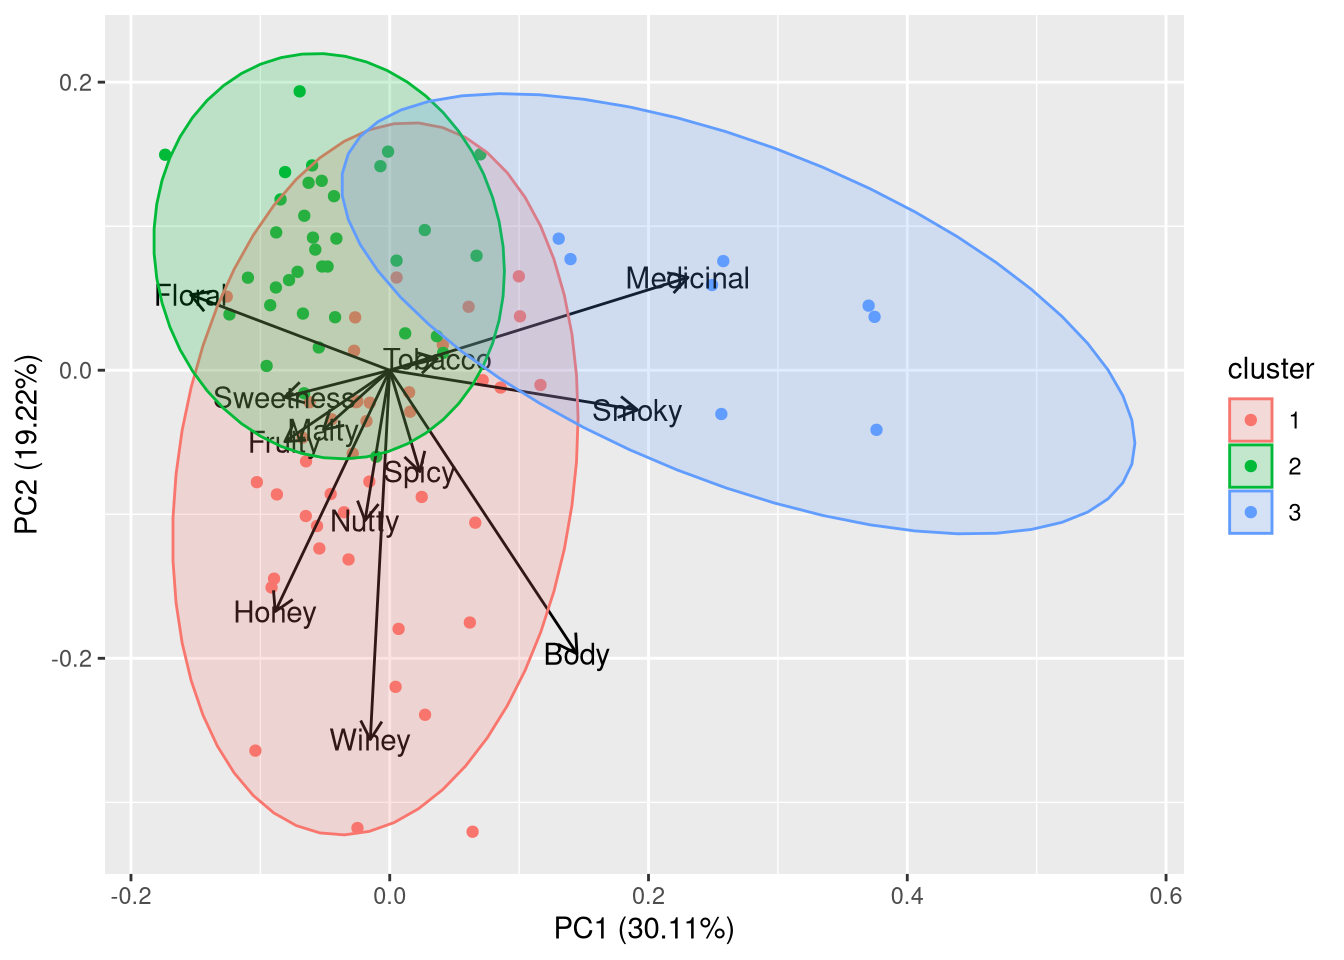 0.2
0.0
-0.2
PC2 (19.22%)
Medicinal
Floral
Tobacco
Sweetness
Smoky
Malty
Fruity
Spicy
Nutty
Honey
Body
Winey
-0.2
0.0
0.2
0.4
0.6
PC1 (30.11%)
cluster
1
2
3